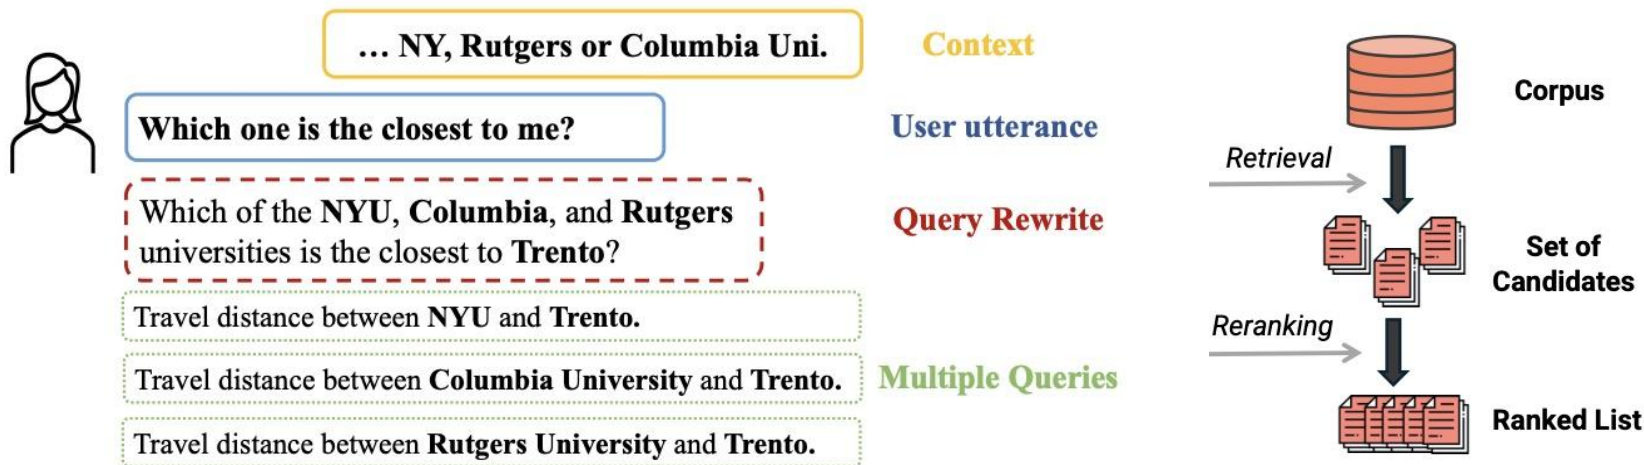 ... NY, Rutgers or Columbia Uni.
Context
Which one is the closest to me?
User utterance
Which of the NYU, Columbia, and Rutgers
universities is the closest to Trento?
Query Rewrite
Travel distance between NYU and Trento.
Travel distance between Columbia University and Trento.
Multiple Queries
Travel distance between Rutgers University and Trento.
Corpus
Retrieval
Set of
Candidates
Reranking
Ranked List